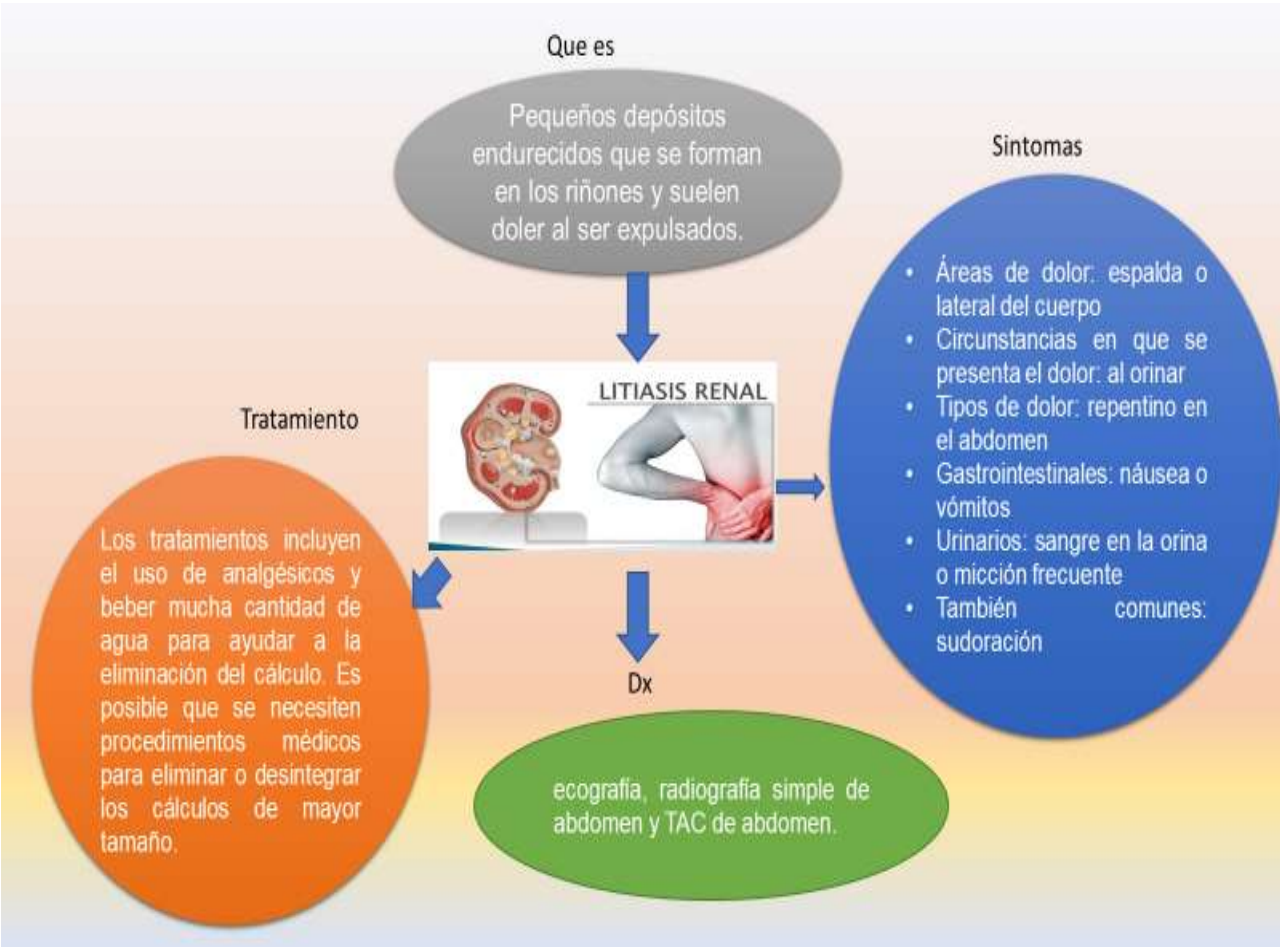 Que es
Pequeños depósitos
endurecidos que se forman
en los riñones y suelen
doler al ser expulsados.
Sintomas
• Áreas de dolor: espalda o
lateral del cuerpo
• Circunstancias en que se
presenta el dolor: al orinar
• Tipos de dolor: repentino en
el abdomen
• Gastrointestinales: náusea o
vómitos
• Urinarios: sangre en la orina
o micción frecuente
• También comunes:
sudoración
LITIASIS RENAL
Tratamiento
Los tratamientos incluyen
el uso de analgésicos y
beber mucha cantidad de
agua para ayudar a la
eliminación del cálculo. Es
posible que se necesiten
procedimientos médicos
para eliminar o desintegrar
los cálculos de mayor
tamaño.
Dx
ecografía, radiografía simple de
abdomen y TAC de abdomen.